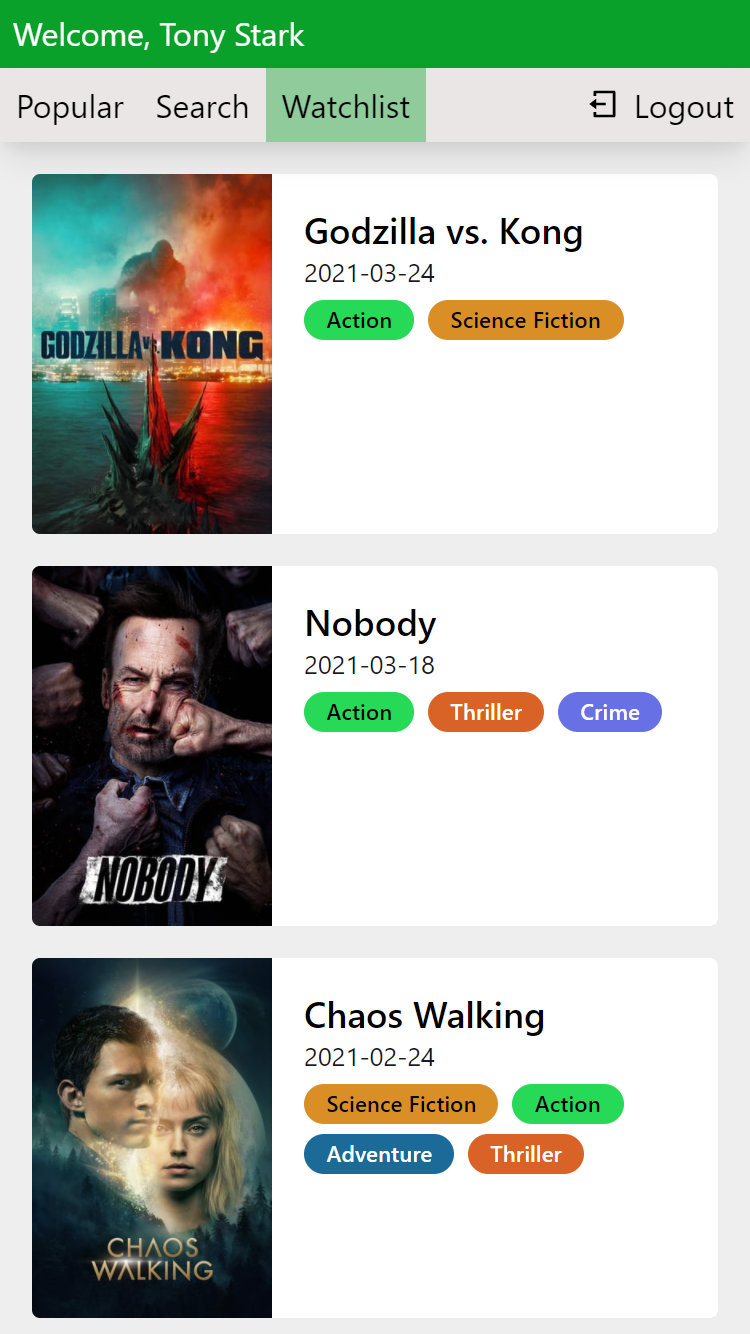 Welcome, Tony Stark
Popular Search Watchlist Logout
GODZILLA vs. KONG
Godzilla vs. Kong
2021-03-24
Action Science Fiction
NOBODY
Nobody
2021-03-18
Action Thriller Crime
CHAOS
WALKING
Chaos Walking
2021-02-24
Science Fiction Action
Adventure Thriller